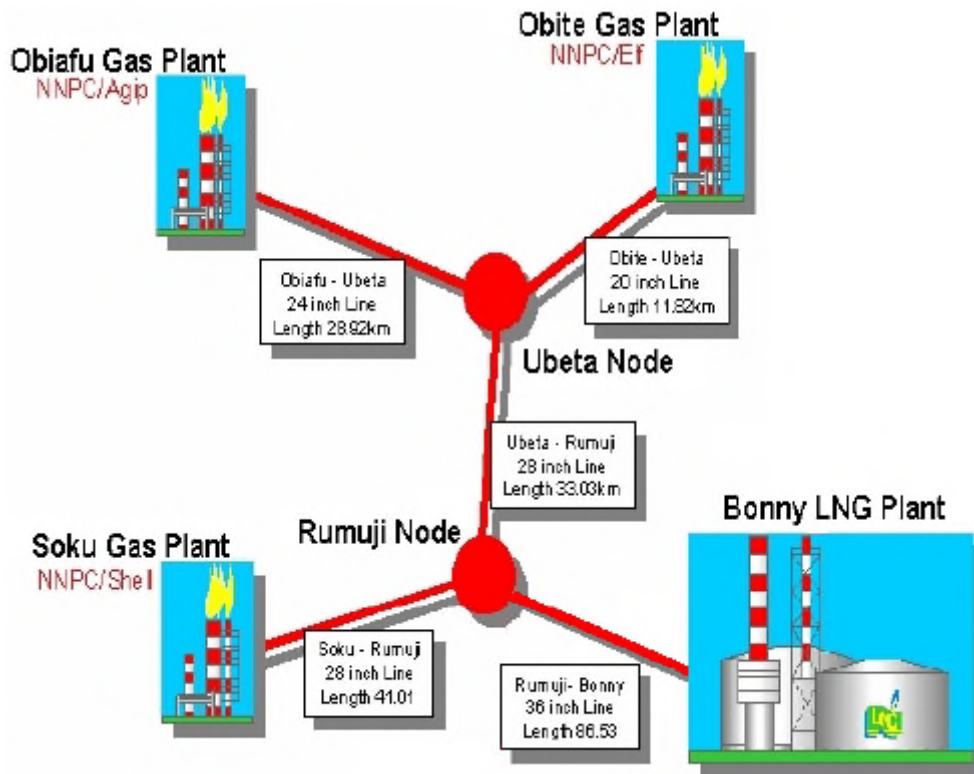 Obite Gas Plant
NNPC/Elf
Obiafu Gas Plant
NNPC/Agip
Obiafu - Ubeta
24 inch Line
Length 28.92km
Obite - Ubeta
20 inch Line
Length 11.82km
Ubeta Node
Ubeta - Rumuji
28 inch Line
Length 33.03km
Rumuji Node
Bonny LNG Plant
Soku Gas Plant
NNPC/Shell
Soku - Rumuji
28 inch Line
Length 41.01
Rumuji- Bonny
36 inch Line
Length 86.53